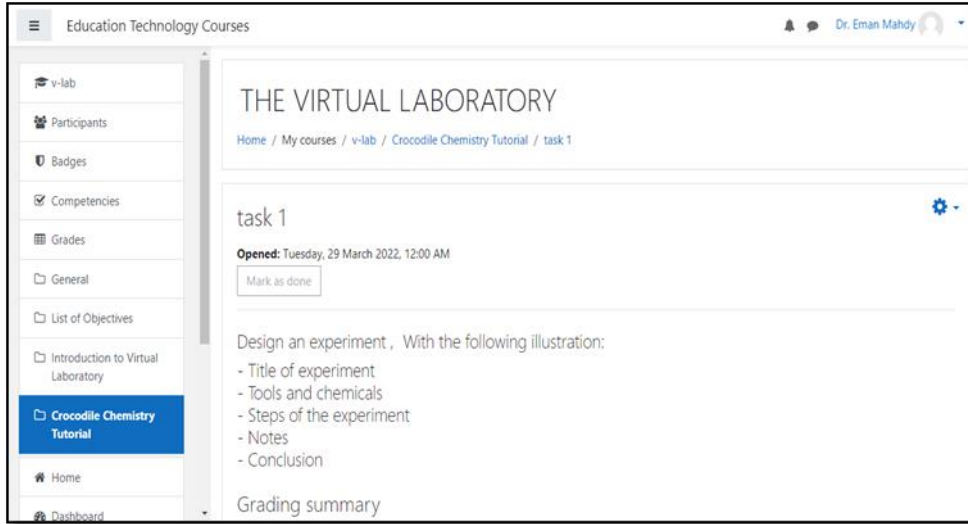 Education Technology Courses
Dr. Eman Mahdy
v-lab
Participants
Badges
Competencies
Grades
General
List of Objectives
Introduction to Virtual
Laboratory
Crocodile Chemistry
Tutorial
Home
Dashboard
THE VIRTUAL LABORATORY
Home / My courses / v-lab / Crocodile Chemistry Tutorial / task 1
task 1
Opened: Tuesday, 29 March 2022, 12:00 AM
Mark as done
Design an experiment , With the following illustration:
- Title of experiment
- Tools and chemicals
- Steps of the experiment
- Notes
- Conclusion
Grading summary